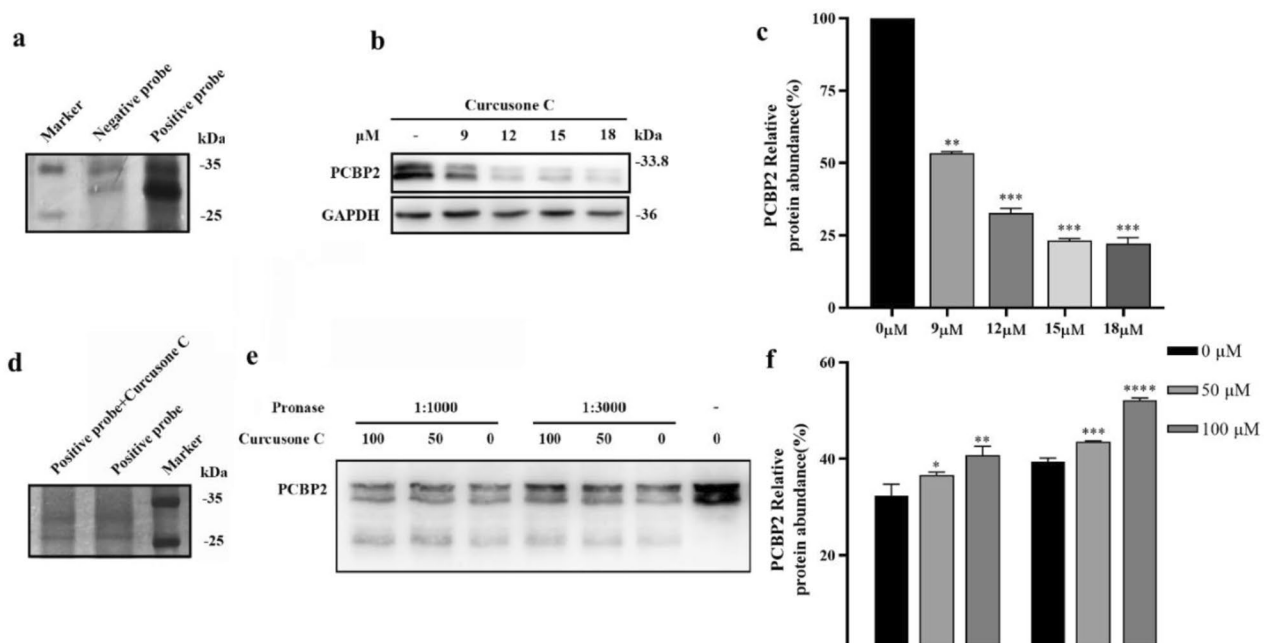 a
Marker
Negative probe
Positive probe
kDa
-35
-25
b
Curcusone C
μM - 9 12 15 18 kDa
PCBP2
-33.8
GAPDH
-36
c
PCBP2 Relative
protein abundance(%)
100
75
50
25
0
**
***
***
***
0μM 9μM 12μM 15μM 18μM
d
Positive probe+Curcusone C
Positive probe
Marker
kDa
-35
-25
e
Pronase 1:1000 1:3000 -
Curcusone C 100 50 0 100 50 0 0
PCBP2
f
PCBP2 Relative
protein abundance(%)
60
40
20
*
**
***
****
0 μM
50 μM
100 μM